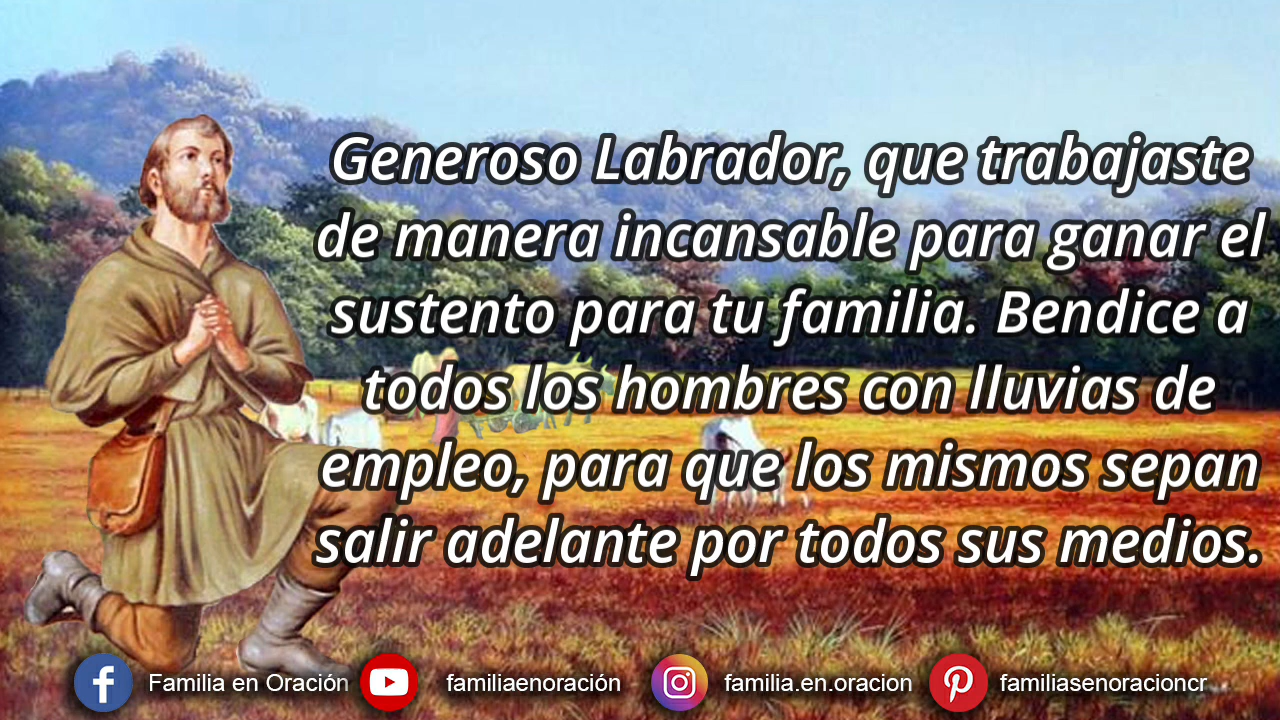 Generoso Labrador, que trabajaste
de manera incansable para ganar el
sustento para tu familia. Bendice a
todos los hombres con lluvias de
empleo, para que los mismos sepan
salir adelante por todos sus medios.
Familia en Oración familiaenoración familia.en.oracion familiasenoracioncr